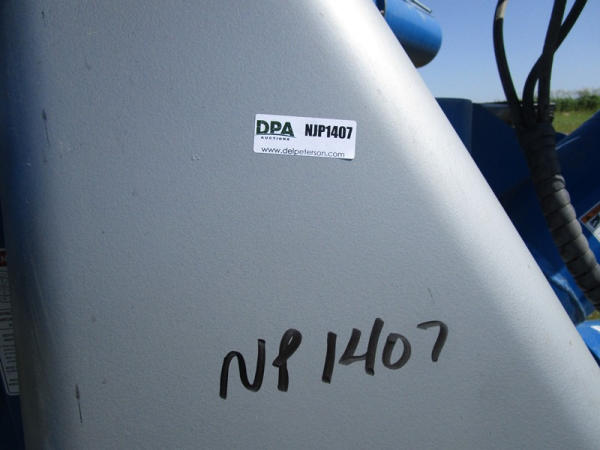 DPA NJP1407
AUCTIONS
www.delpeterson.com
NP 1407